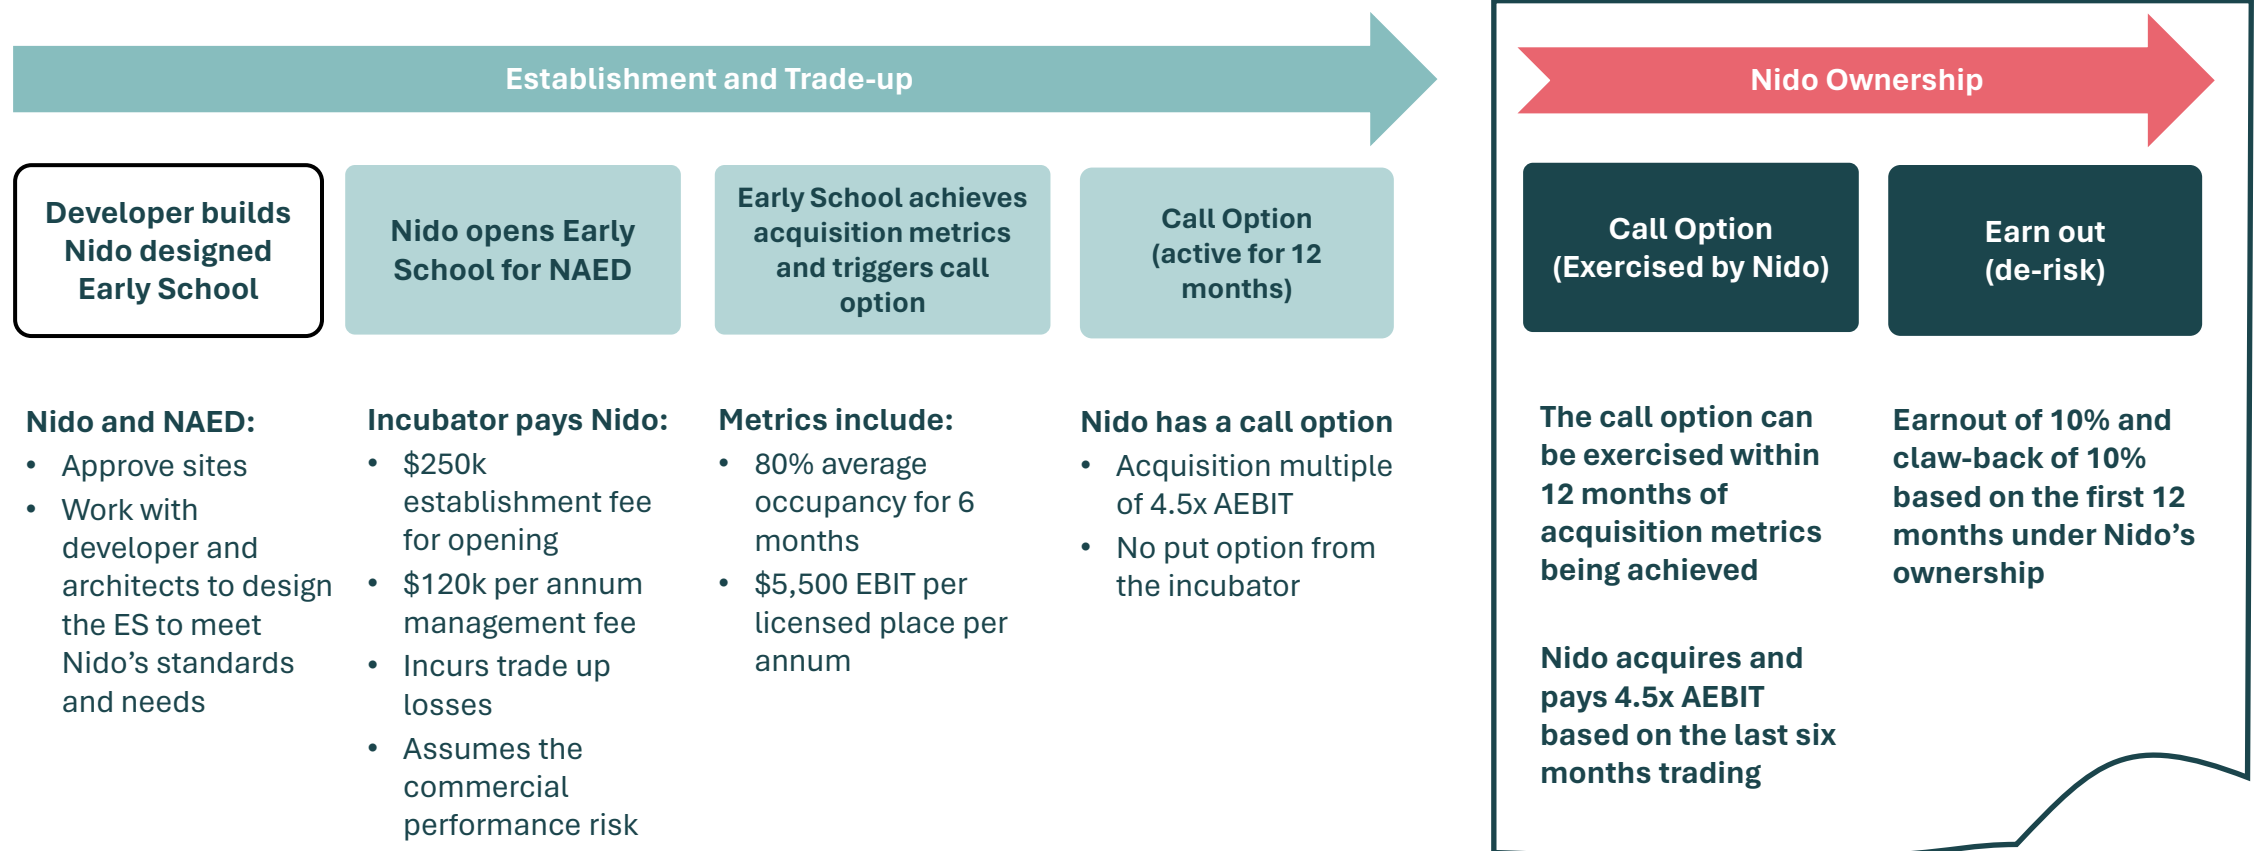 Establishment and Trade-up
Nido Ownership
Developer builds
Nido designed
Early School
Nido opens Early
School for NAED
Early School achieves
acquisition metrics
and triggers call
option
Call Option
(active for 12
months)
Call Option
(Exercised by Nido)
Earn out
(de-risk)
Nido and NAED:
• Approve sites
• Work with
developer and
architects to design
the ES to meet
Nido’s standards
and needs
Incubator pays Nido:
• $250k
establishment fee
for opening
• $120k per annum
management fee
• Incurs trade up
losses
• Assumes the
commercial
performance risk
Metrics include:
• 80% average
occupancy for 6
months
• $5,500 EBIT per
licensed place per
annum
Nido has a call option
• Acquisition multiple
of 4.5x AEBIT
• No put option from
the incubator
The call option can
be exercised within
12 months of
acquisition metrics
being achieved
Nido acquires and
pays 4.5x AEBIT
based on the last six
months trading
Earnout of 10% and
claw-back of 10%
based on the first 12
months under Nido’s
ownership